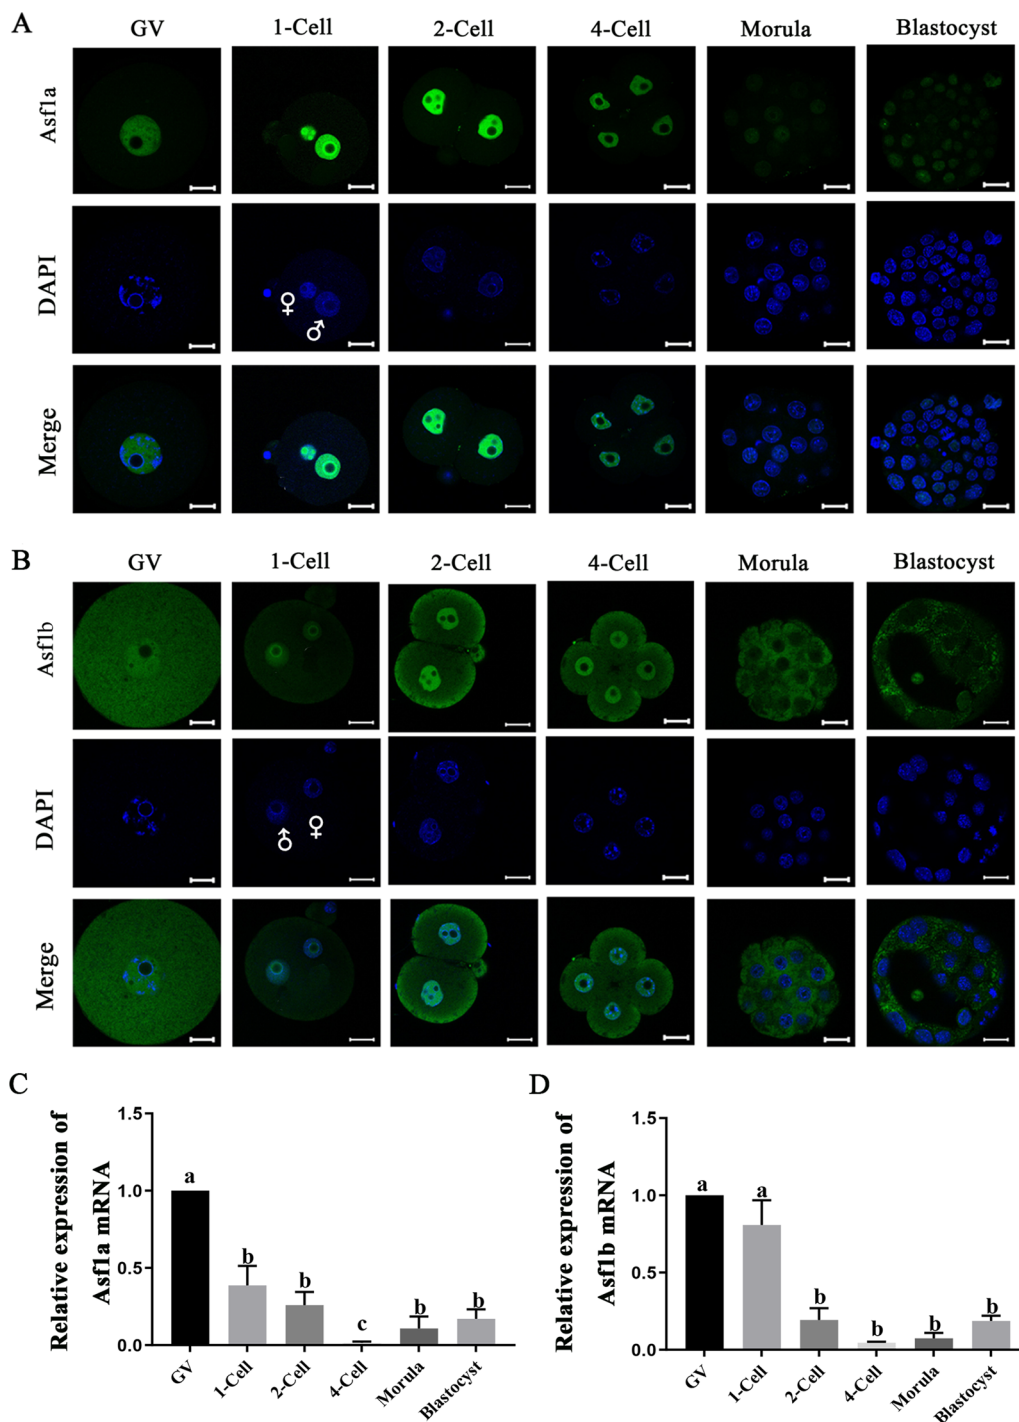 A
GV 1-Cell 2-Cell 4-Cell Morula Blastocyst
Asf1a
DAPI
♀
♂
Merge
B
GV 1-Cell 2-Cell 4-Cell Morula Blastocyst
Asf1b
DAPI
♂ ♀
Merge
C
Relative expression of
Asf1a mRNA
1.5
1.0
0.5
0.0
a
b
b
c
b
b
GV
1-Cell
2-Cell
4-Cell
Morula
Blastocyst
D
Relative expression of
Asf1b mRNA
1.5
1.0
0.5
0.0
a
a
b
b
b
b
GV
1-Cell
2-Cell
4-Cell
Morula
Blastocyst